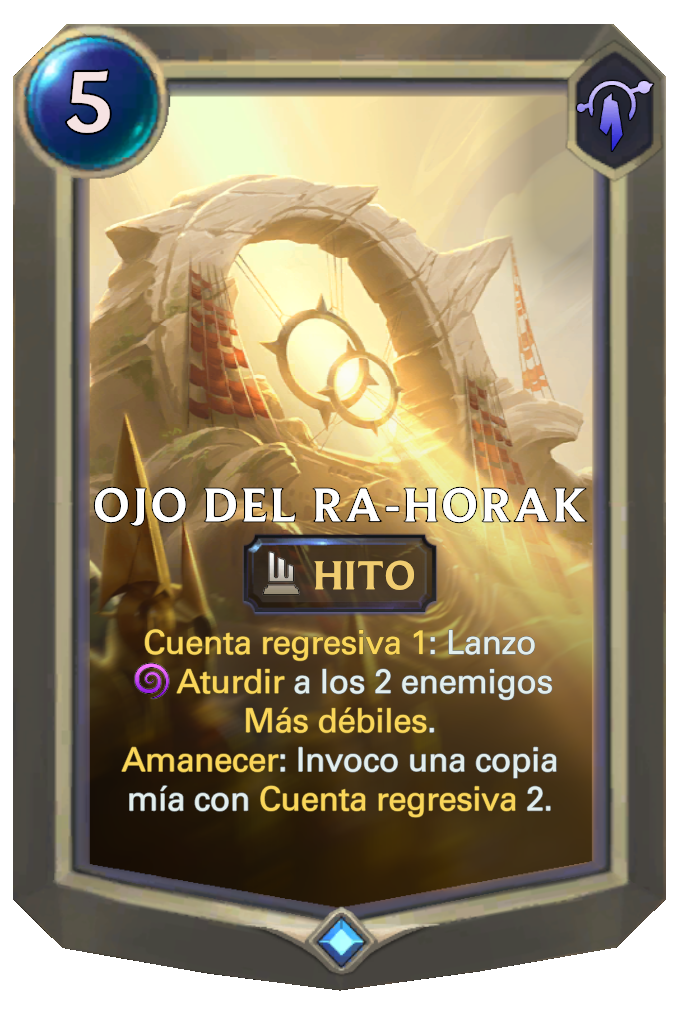 5
OJO DEL RA-HORAK
HITO
Cuenta regresiva 1: Lanzo
Aturdir a los 2 enemigos
Más débiles.
Amanecer: Invoco una copia
mía con Cuenta regresiva 2.